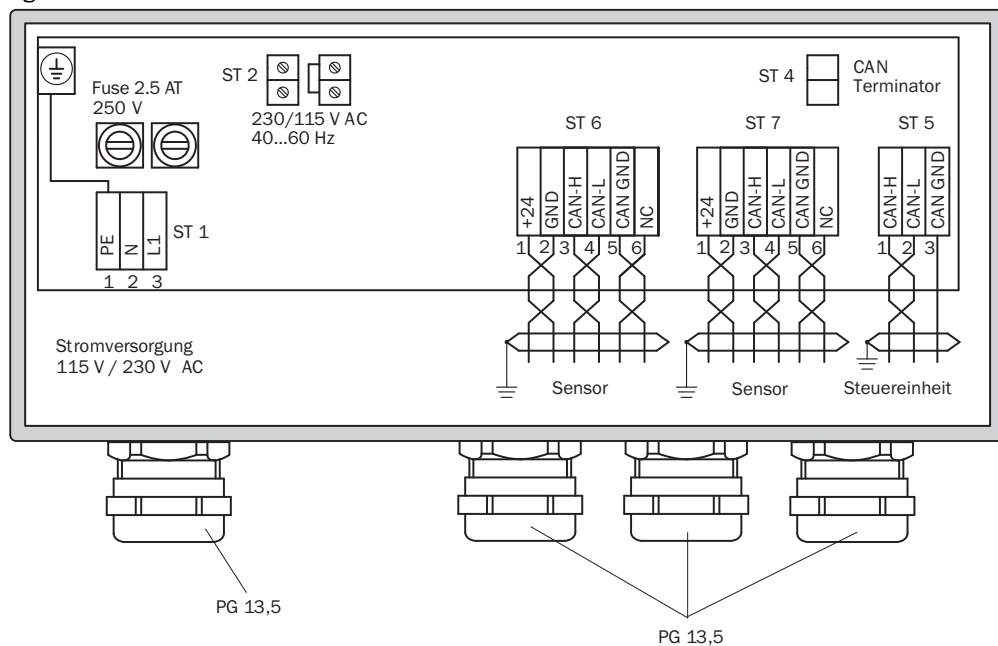 Fuse 2.5 AT
250 V
ST 2
230/115 V AC
40...60 Hz
ST 4
CAN
Terminator
ST 6
ST 7
ST 5
+24
GND
CAN-H
CAN-L
CAN GND
NC
1 2 3 4 5 6
+24
GND
CAN-H
CAN-L
CAN GND
NC
1 2 3 4 5 6
CAN-H
CAN-L
CAN GND
1 2 3
PE
N
L1
ST 1
1 2 3
Stromversorgung
115 V / 230 V AC
Sensor
Sensor
Steuereinheit
PG 13,5
PG 13,5